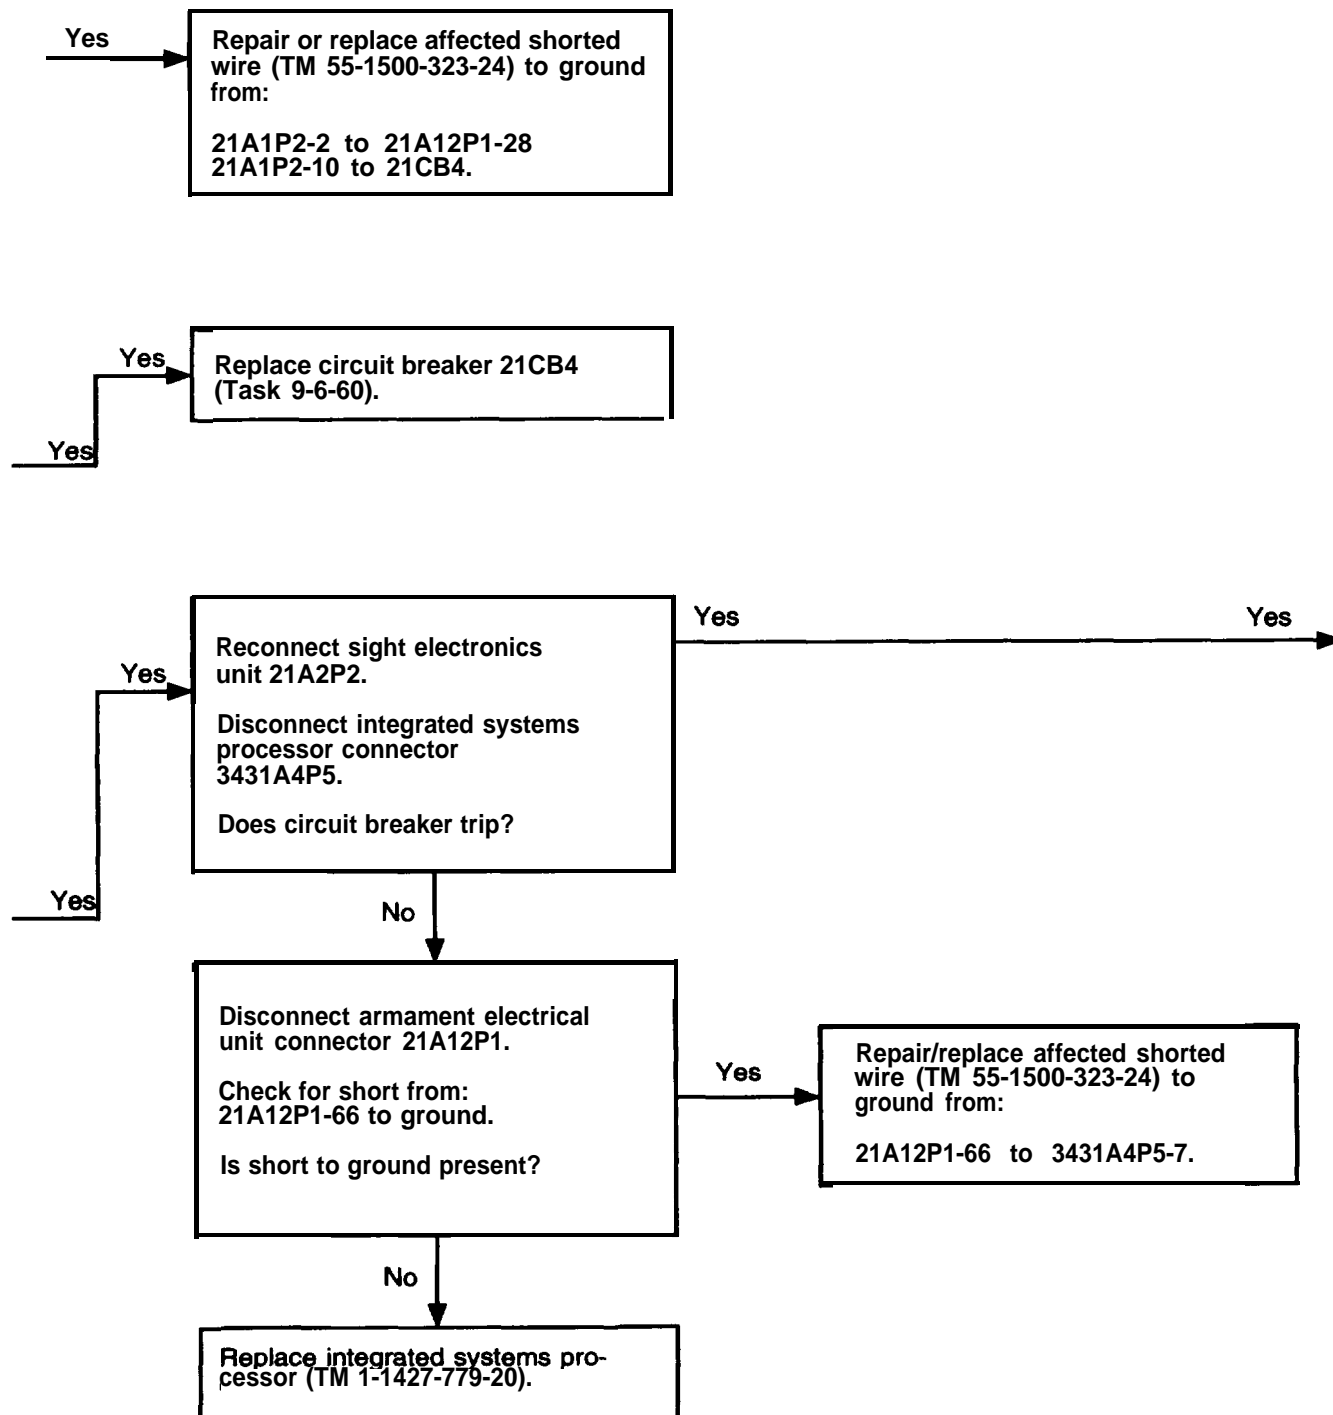 Yes
Repair or replace affected shorted
wire (TM 55-1500-323-24) to ground
from:
21A1P2-2 to 21A12P1-28
21A1P2-10 to 21CB4.
Yes
Replace circuit breaker 21CB4
(Task 9-6-60).
Yes
Yes
Yes
Reconnect sight electronics
unit 21A2P2.
Disconnect integrated systems
processor connector
3431A4P5.
Does circuit breaker trip?
Yes
Yes
No
Disconnect armament electrical
unit connector 21A12P1.
Check for short from:
21A12P1-66 to ground.
Is short to ground present?
Yes
Repair/replace affected shorted
wire (TM 55-1500-323-24) to
ground from:
21A12P1-66 to 3431A4P5-7.
No
Replace integrated systems pro-
cessor (TM 1-1427-779-20).
Yes